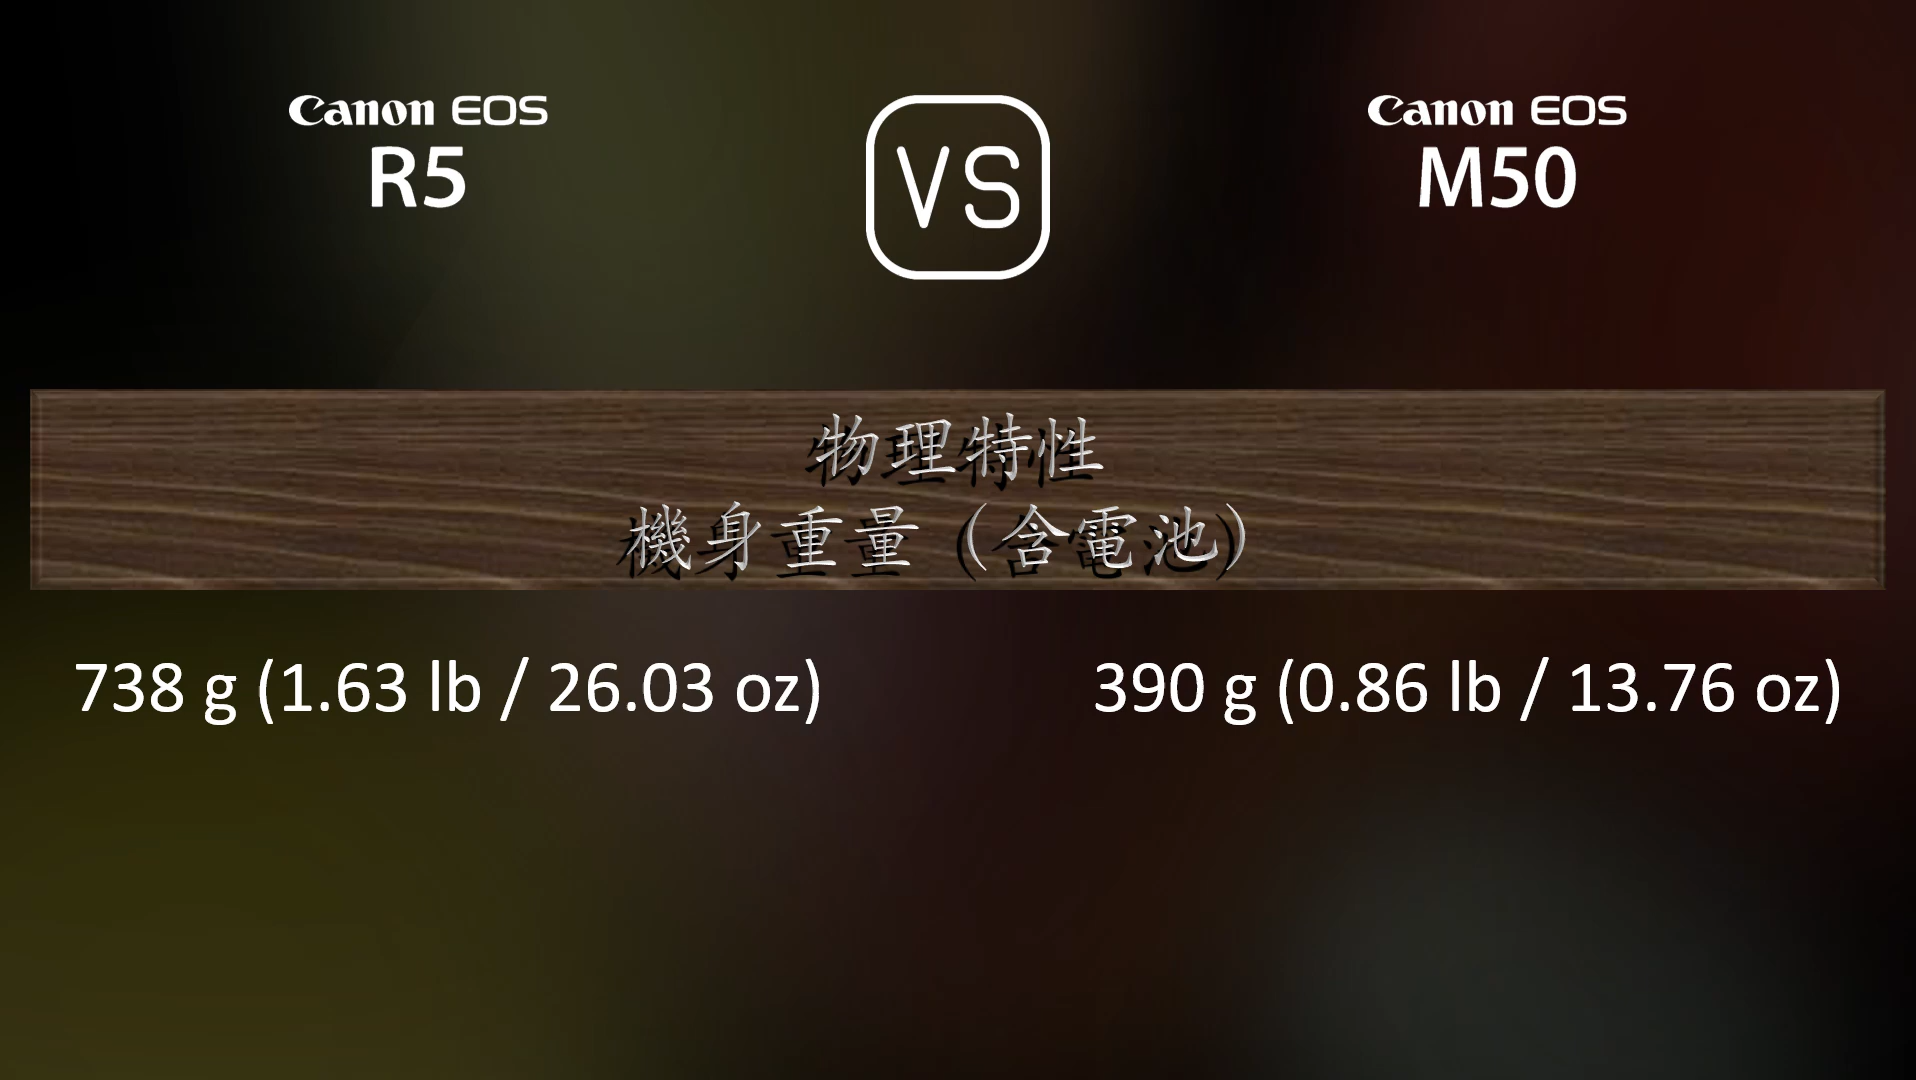 Canon EOS
R5
VS
Canon EOS
M50
物理特性
機身重量（含電池）
738 g (1.63 lb / 26.03 oz)
390 g (0.86 lb / 13.76 oz)